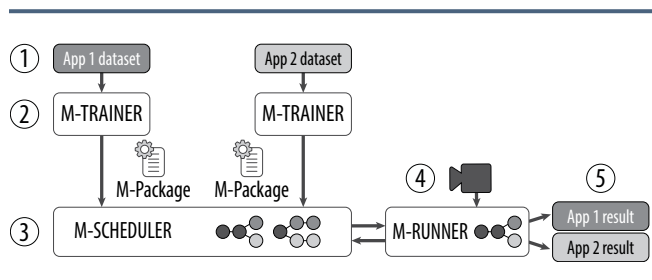 ① App 1 dataset App 2 dataset
② M-TRAINER M-TRAINER
M-Package M-Package
④ ⑤
App 1 result
③ M-SCHEDULER M-RUNNER
App 2 result